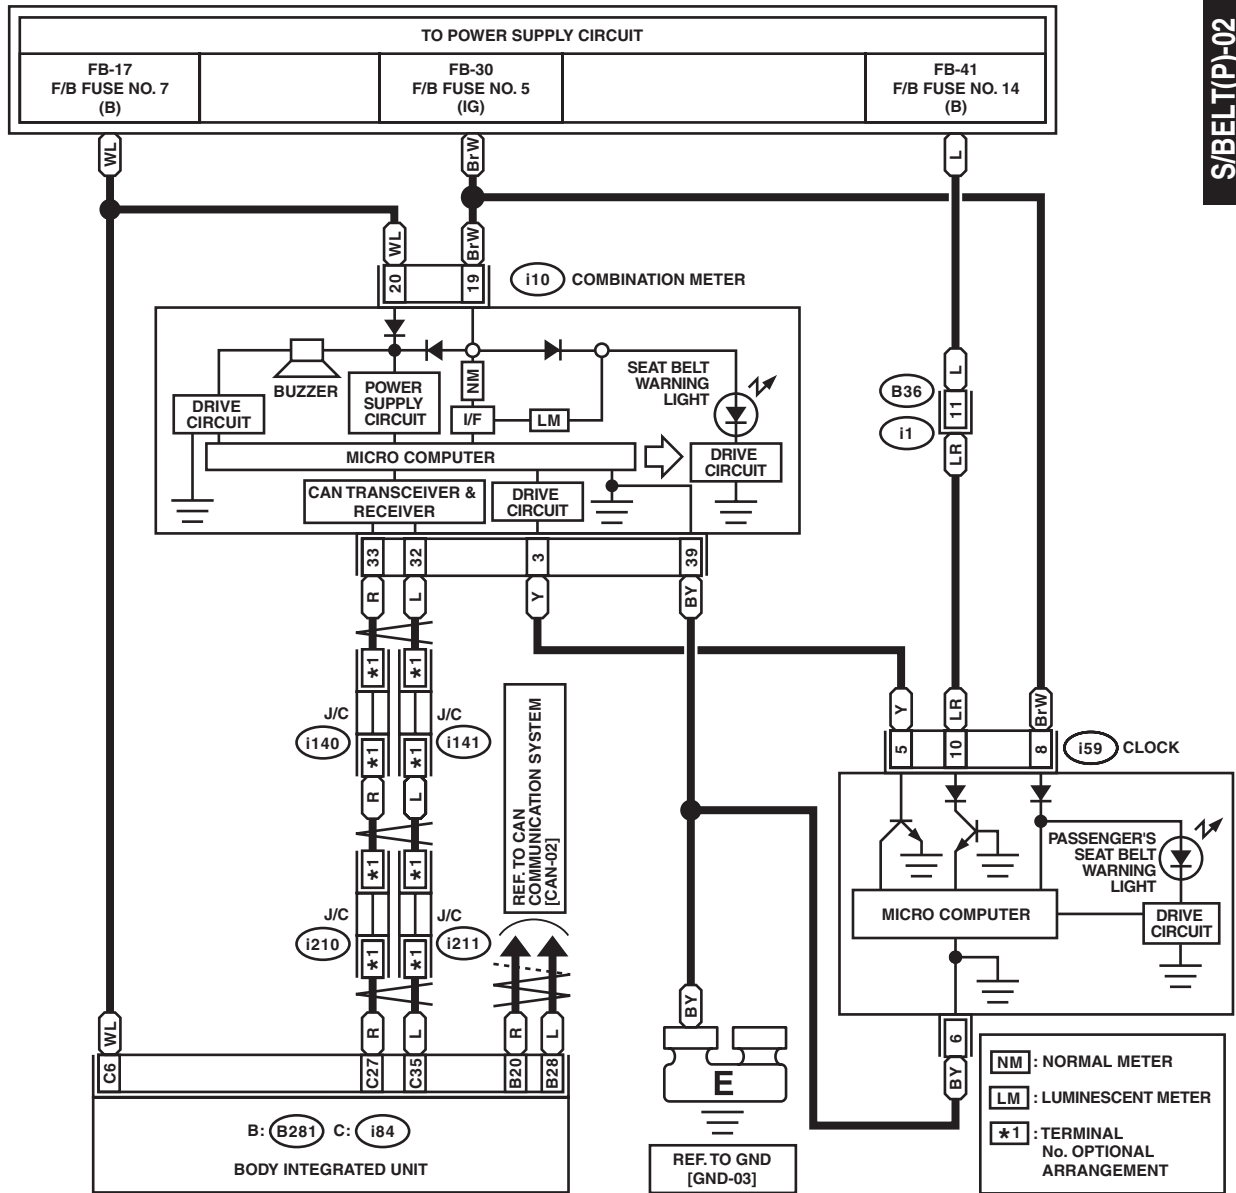 S/BELT(P)-02
TO POWER SUPPLY CIRCUIT
FB-17
F/B FUSE NO. 7
(B)
FB-30
F/B FUSE NO. 5
(IG)
FB-41
F/B FUSE NO. 14
(B)
WL
BrW
L
WL
BrW
20
19
i10
COMBINATION METER
BUZZER
DRIVE
CIRCUIT
POWER
SUPPLY
CIRCUIT
NM
I/F
LM
SEAT BELT
WARNING
LIGHT
MICRO COMPUTER
DRIVE
CIRCUIT
CAN TRANSCEIVER &
RECEIVER
DRIVE
CIRCUIT
L
B36
11
i1
LR
33
32
3
39
R
L
Y
BY
*1
*1
J/C
J/C
i140
i141
*1
*1
R
L
*1
*1
J/C
J/C
i210
i211
*1
*1
R
L
REF. TO CAN
COMMUNICATION SYSTEM
[CAN-02]
R
L
Y
LR
BrW
5
10
8
i59
CLOCK
PASSENGER'S
SEAT BELT
WARNING
LIGHT
MICRO COMPUTER
DRIVE
CIRCUIT
6
BY
WL
C6
C27
C35
B20
B28
B:
B281
C:
i84
BODY INTEGRATED UNIT
BY
E
REF. TO GND
[GND-03]
NM : NORMAL METER
LM : LUMINESCENT METER
*1 : TERMINAL
No. OPTIONAL
ARRANGEMENT